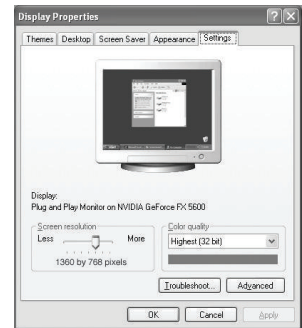 Display Properties
Themes Desktop Screen Saver Appearance Settings
Display:
Plug and Play Monitor on NVIDIA GeForce FX 5600
Screen resolution
Less More
1360 by 768 pixels
Color quality
Highest (32 bit)
Troubleshoot... Advanced
OK Cancel Apply